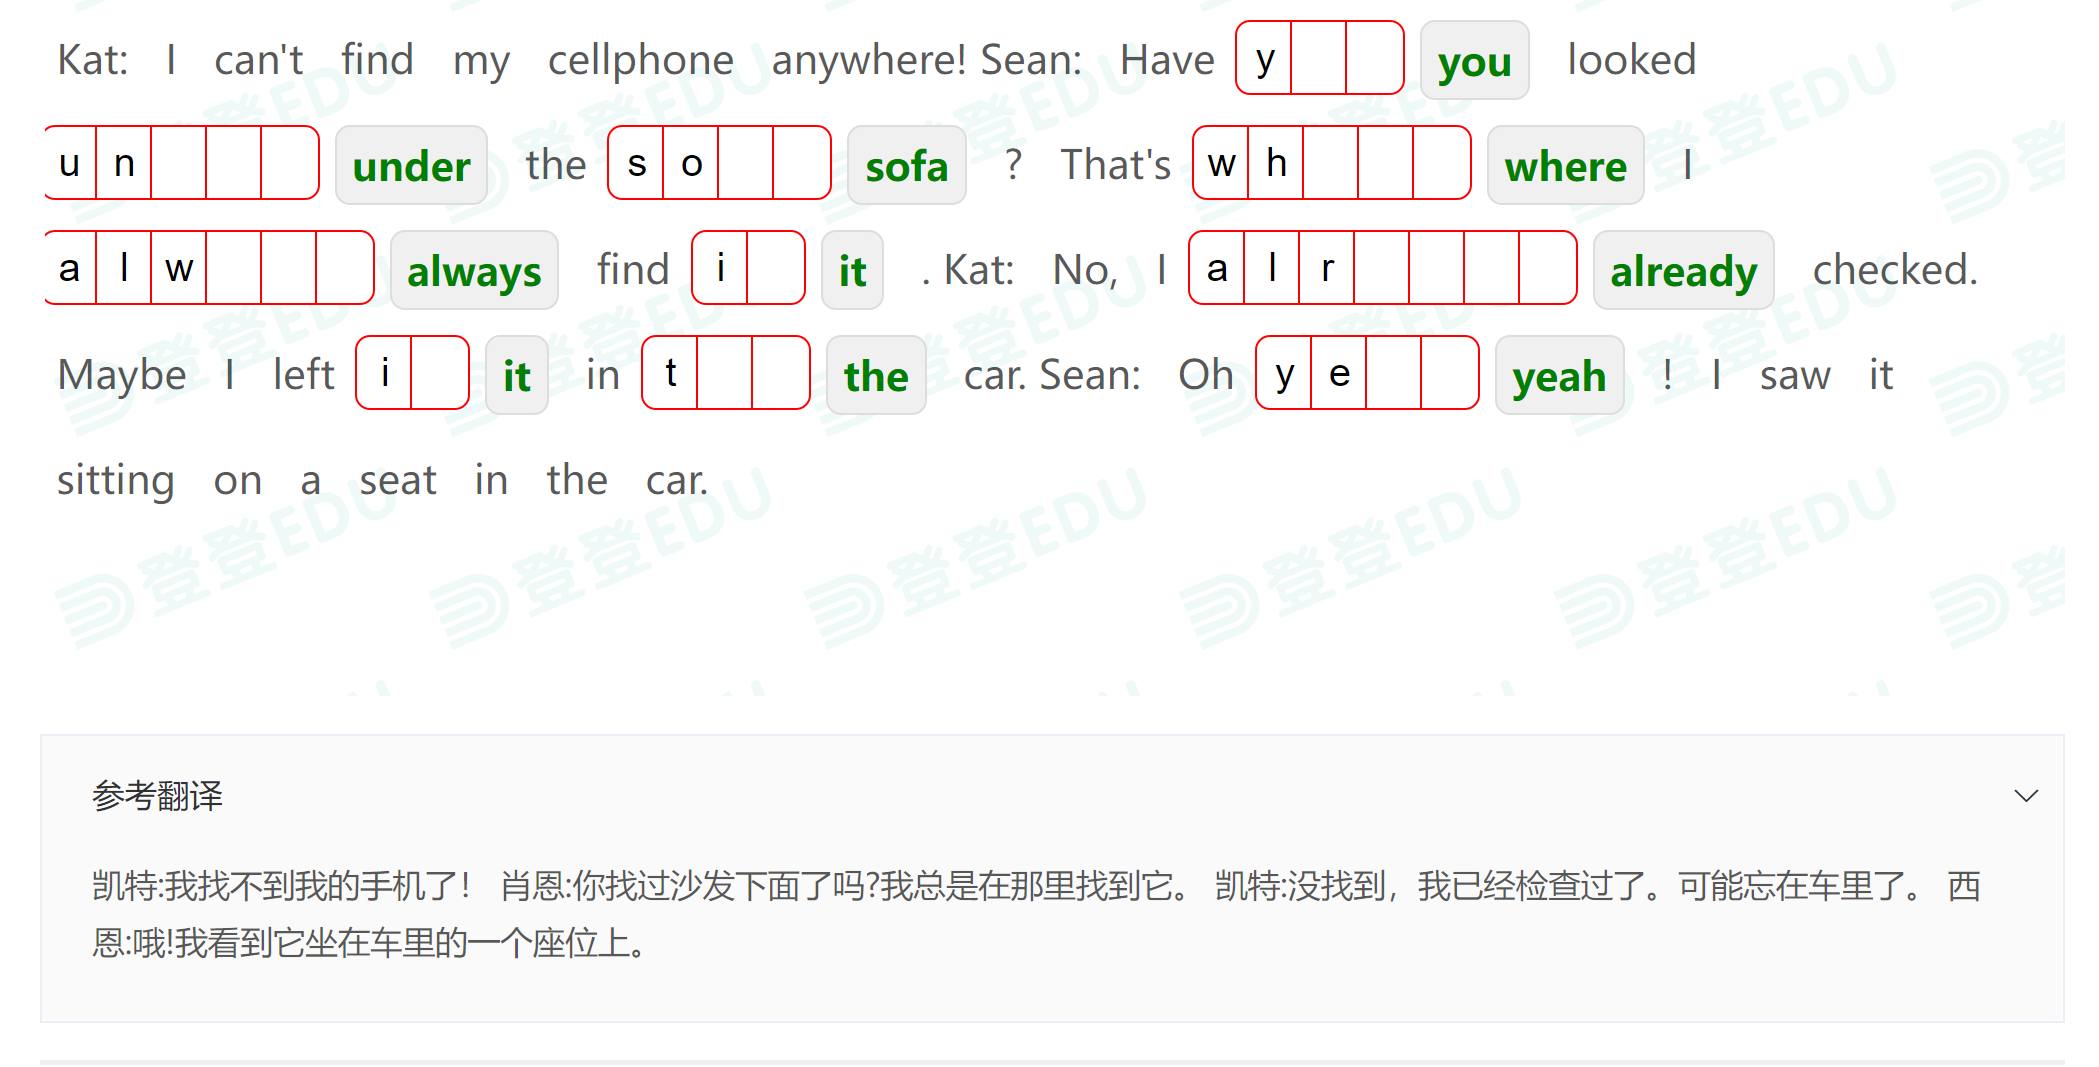 Kat: I can't find my cellphone anywhere! Sean: Have y you looked
u n under the s o sofa ? That's w h where I
a l w always find i it . Kat: No, I a l r already checked.
Maybe I left i it in t the car. Sean: Oh y e yeah ! I saw it
sitting on a seat in the car.
登登EDU
参考翻译
凯特:我找不到我的手机了! 肖恩:你找过沙发下面了吗?我总是在那里找到它。 凯特:没找到，我已经检查过了。可能忘在车里了。 西
恩:哦!我看到它坐在车里的一个座位上。